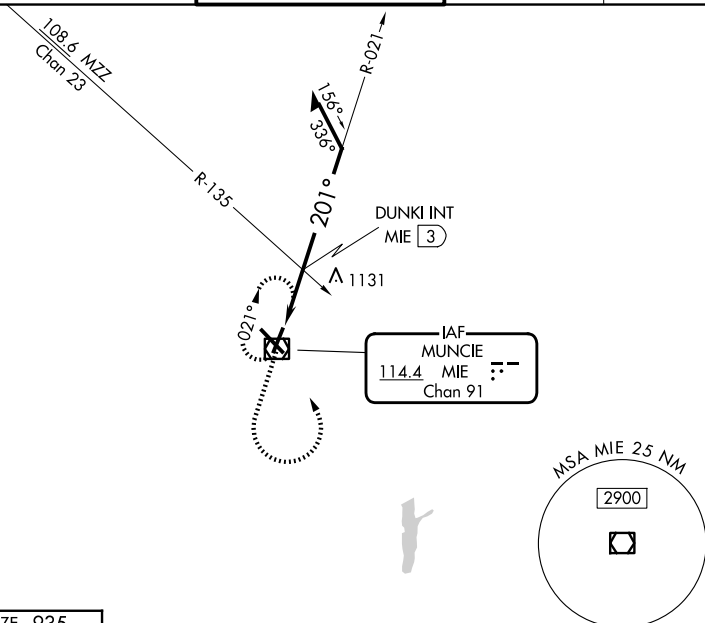 108.6 MZZ
Chan 23
R-021
156°
336°
R-135
201°
DUNKI INT
MIE 3
1131
021°
IAF
MUNCIE
114.4 MIE
Chan 91
MSA MIE 25 NM
2900
935